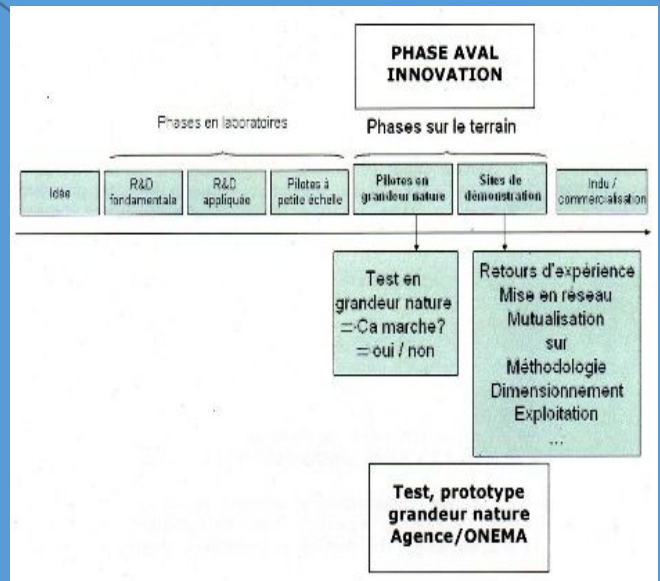 PHASE AVAL
INNOVATION
Phases en laboratoires
Phases sur le terrain
Idée
R&D
fondamentale
R&D
appliquée
Pilotes à
petite échelle
Pilotes en
grandeur nature
Sites de
démonstration
Indu /
commercialisation
Test en
grandeur nature
=Ca marche?
=oui / non
Retours d'expérience
Mise en réseau
Mutualisation
sur
Méthodologie
Dimensionnement
Exploitation
...
Test, prototype
grandeur nature
Agence/ONEMA